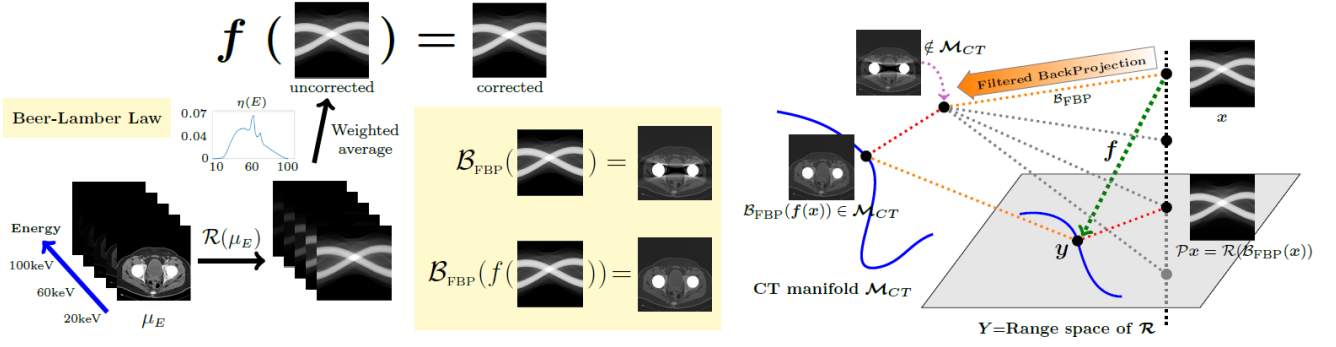 f ( ) =
uncorrected
corrected
Beer-Lamber Law
η(E)
0.07
0.04
0
10 60 100
Weighted
average
Energy
100keV
60keV
20keV
μ_E
R(μ_E)
B_FBP( ) =
B_FBP(f( ))=
∉ M_CT
Filtered BackProjection
B_FBP
x
f
B_FBP(f(x)) ∈ M_CT
y
Px = R(B_FBP(x))
CT manifold M_CT
Y=Range space of R